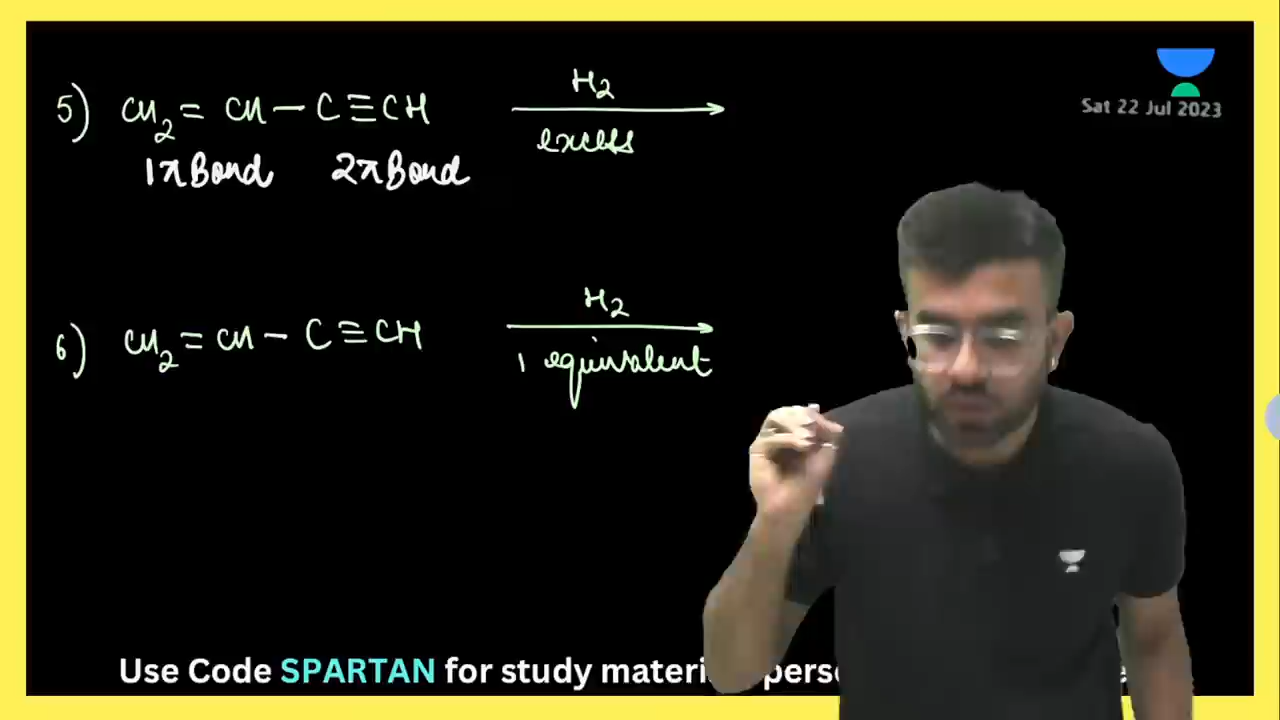 5) CH2 = CH — C ≡ CH H2
excess
1π Bond 2π Bond
Sat 22 Jul 2023
6) CH2 = CH — C ≡ CH H2
1 equivalent
Use Code SPARTAN for study